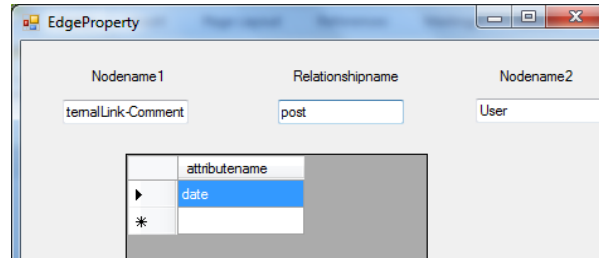 EdgeProperty
Nodename1 Relationshipname Nodename2
ternalLink-Comment post User
attributename
date